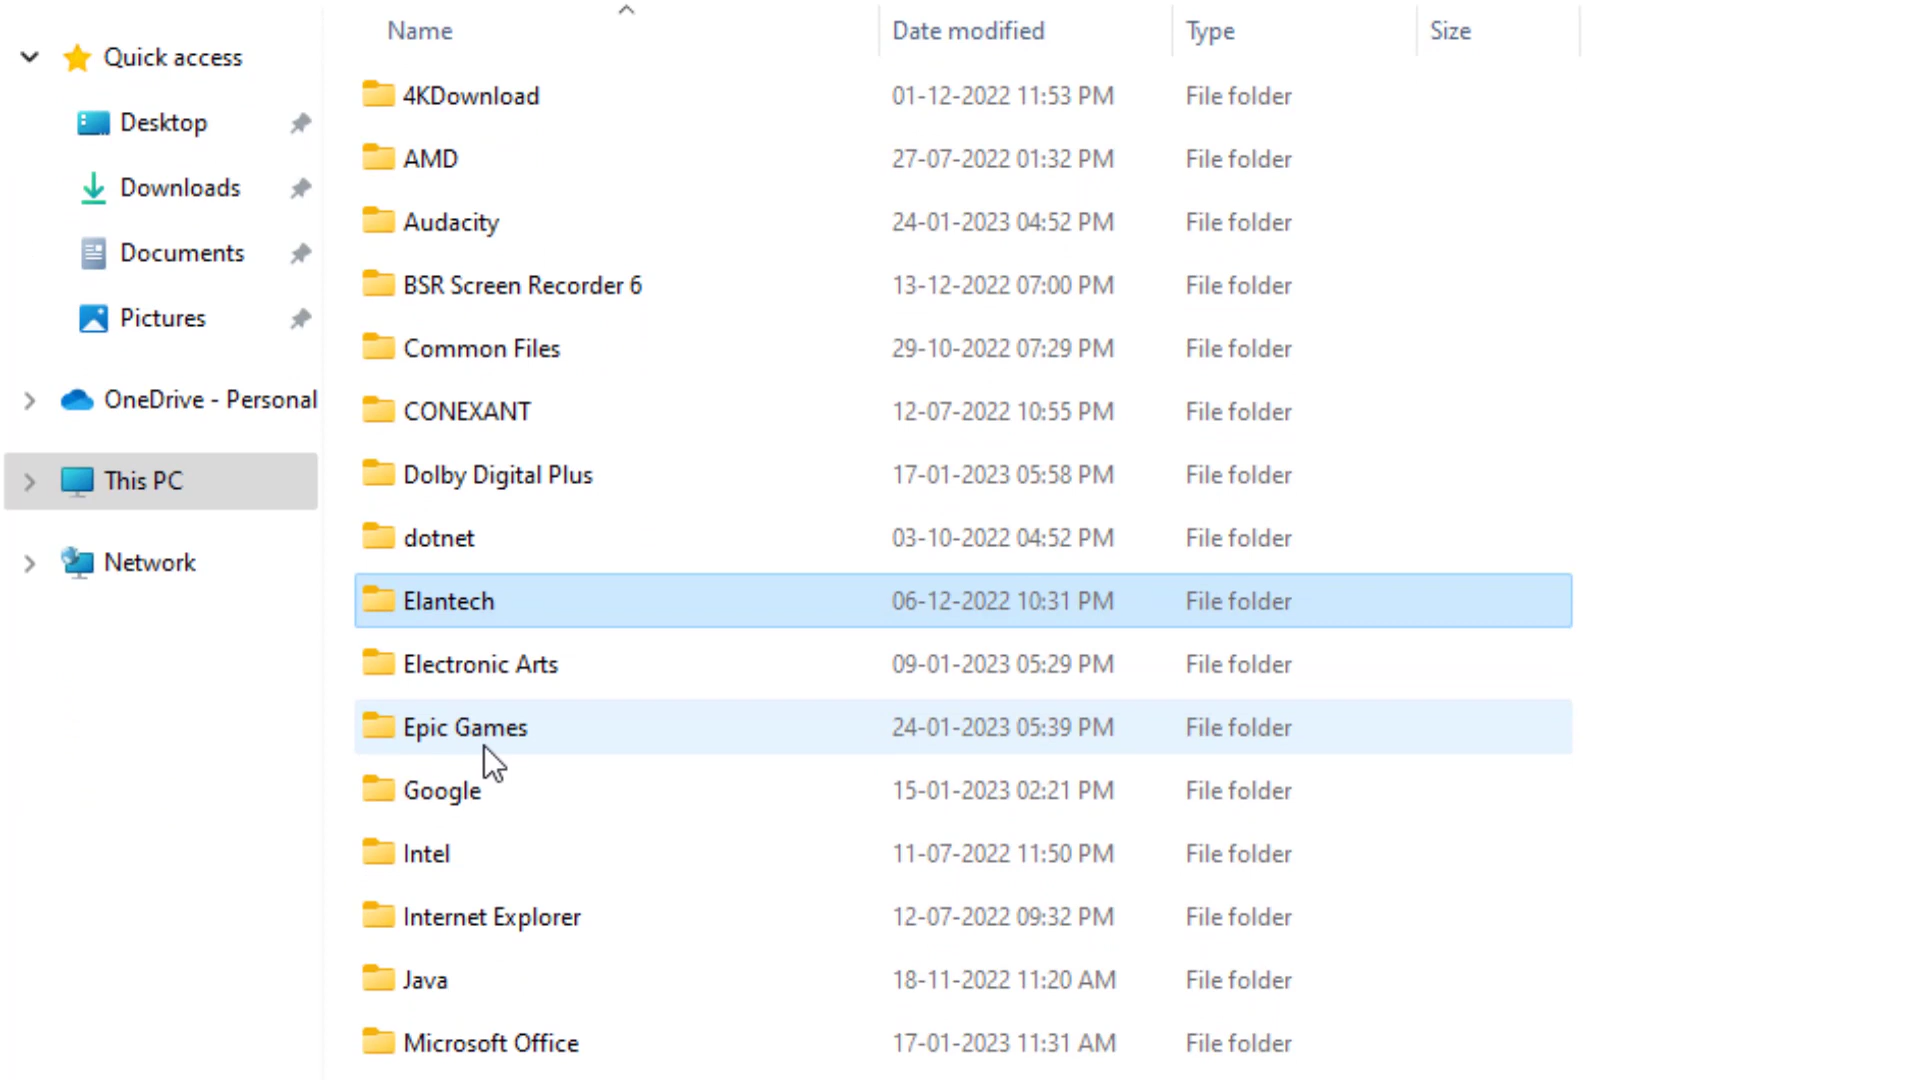 Quick access
Desktop
Downloads
Documents
Pictures
OneDrive - Personal
This PC
Network
Name Date modified Type Size
4KDownload 01-12-2022 11:53 PM File folder
AMD 27-07-2022 01:32 PM File folder
Audacity 24-01-2023 04:52 PM File folder
BSR Screen Recorder 6 13-12-2022 07:00 PM File folder
Common Files 29-10-2022 07:29 PM File folder
CONEXANT 12-07-2022 10:55 PM File folder
Dolby Digital Plus 17-01-2023 05:58 PM File folder
dotnet 03-10-2022 04:52 PM File folder
Elantech 06-12-2022 10:31 PM File folder
Electronic Arts 09-01-2023 05:29 PM File folder
Epic Games 24-01-2023 05:39 PM File folder
Google 15-01-2023 02:21 PM File folder
Intel 11-07-2022 11:50 PM File folder
Internet Explorer 12-07-2022 09:32 PM File folder
Java 18-11-2022 11:20 AM File folder
Microsoft Office 17-01-2023 11:31 AM File folder